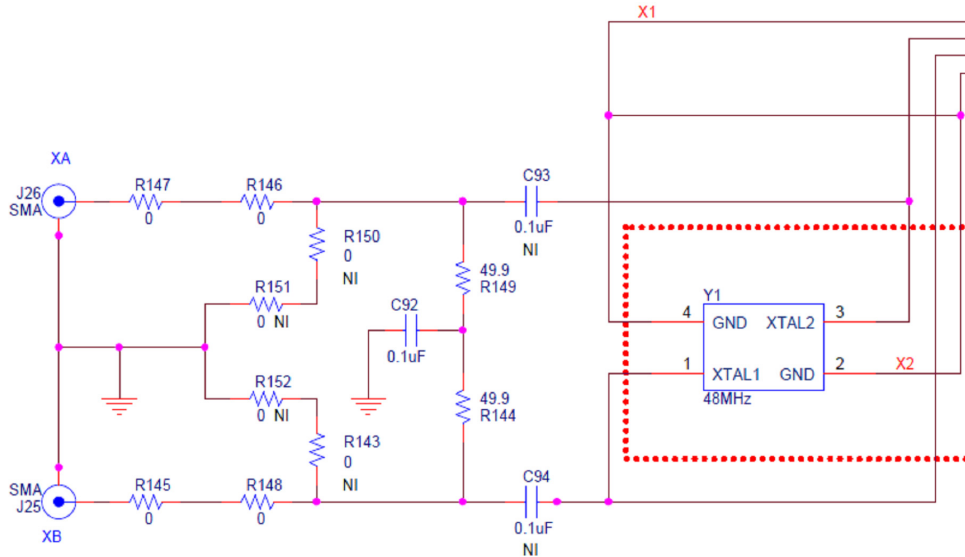 X1
XA
J26
SMA
R147
0
R146
0
C93
0.1uF
NI
R150
0
NI
R151
0 NI
49.9
R149
C92
0.1uF
Y1
4
GND
XTAL2
3
1
XTAL1
GND
2
X2
48MHz
R152
0 NI
49.9
R144
R143
0
NI
SMA
J25
XB
R145
0
R148
0
C94
0.1uF
NI